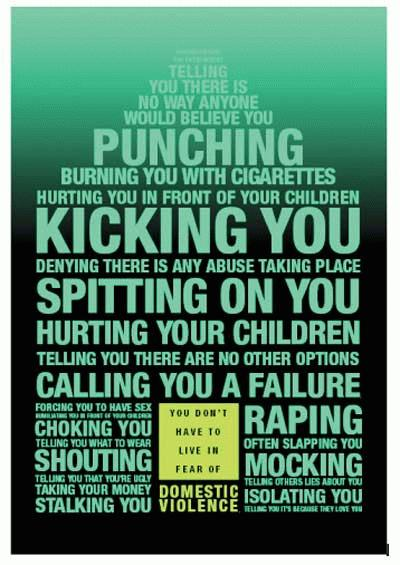 TELLING
YOU THERE IS
NO WAY ANYONE
WOULD BELIEVE YOU
PUNCHING
BURNING YOU WITH CIGARETTES
HURTING YOU IN FRONT OF YOUR CHILDREN
KICKING YOU
DENYING THERE IS ANY ABUSE TAKING PLACE
SPITTING ON YOU
HURTING YOUR CHILDREN
TELLING YOU THERE ARE NO OTHER OPTIONS
CALLING YOU A FAILURE
FORCING YOU TO HAVE SEX
HUMILIATING YOU IN FRONT OF YOUR CHILDREN
CHOKING YOU
TELLING YOU WHAT TO WEAR
SHOUTING
TELLING YOU THAT YOU'RE UGLY
TAKING YOUR MONEY
STALKING YOU
YOU DON'T
HAVE TO
LIVE IN
FEAR OF
DOMESTIC
VIOLENCE
RAPING
OFTEN SLAPPING YOU
MOCKING
TELLING OTHERS LIES ABOUT YOU
ISOLATING YOU
TELLING YOU IT'S BECAUSE THEY LOVE YOU